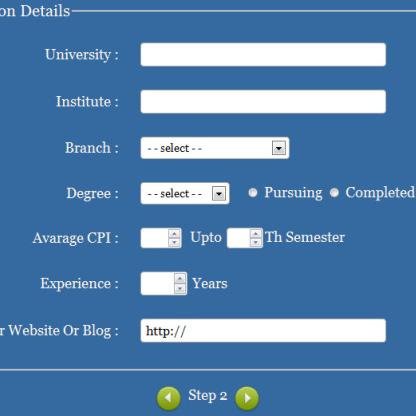 on Details
University :
Institute :
Branch : -- select --
Degree : -- select -- Pursuing Completed
Avarage CPI : Upto Th Semester
Experience : Years
r Website Or Blog : http://
Step 2